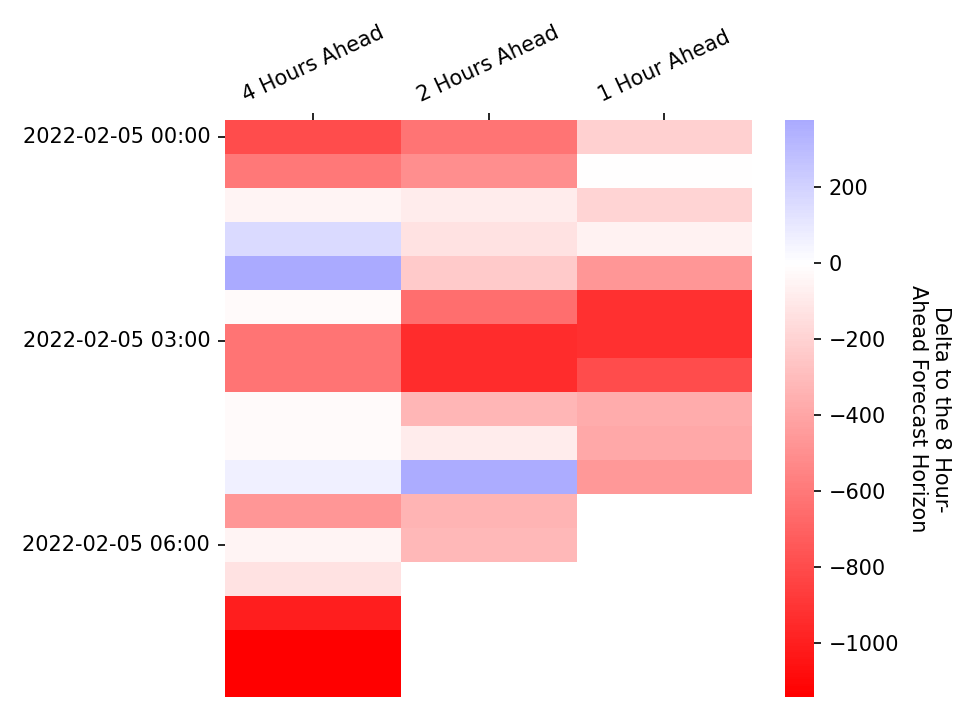 4 Hours Ahead
2 Hours Ahead
1 Hour Ahead
2022-02-05 00:00
2022-02-05 03:00
2022-02-05 06:00
200
0
−200
−400
−600
−800
−1000
Delta to the 8 Hour-
Ahead Forecast Horizon